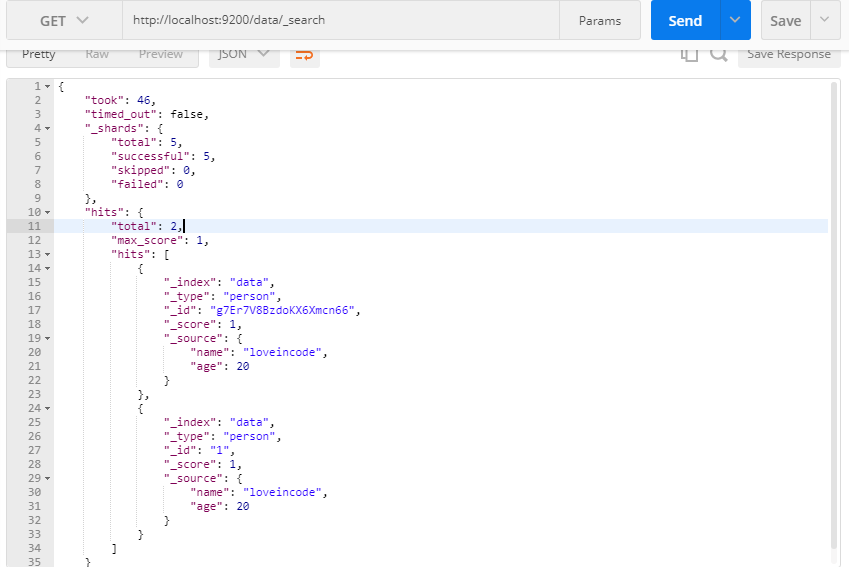 GET http://localhost:9200/data/_search Params Send Save
Pretty Raw Preview JSON Save Response
1 {
2 "took": 46,
3 "timed_out": false,
4 "_shards": {
5 "total": 5,
6 "successful": 5,
7 "skipped": 0,
8 "failed": 0
9 },
10 "hits": {
11 "total": 2,
12 "max_score": 1,
13 "hits": [
14 {
15 "_index": "data",
16 "_type": "person",
17 "_id": "g7Er7V8BzdoKX6Xmcn66",
18 "_score": 1,
19 "_source": {
20 "name": "loveincode",
21 "age": 20
22 }
23 },
24 {
25 "_index": "data",
26 "_type": "person",
27 "_id": "1",
28 "_score": 1,
29 "_source": {
30 "name": "loveincode",
31 "age": 20
32 }
33 }
34 ]
35 }